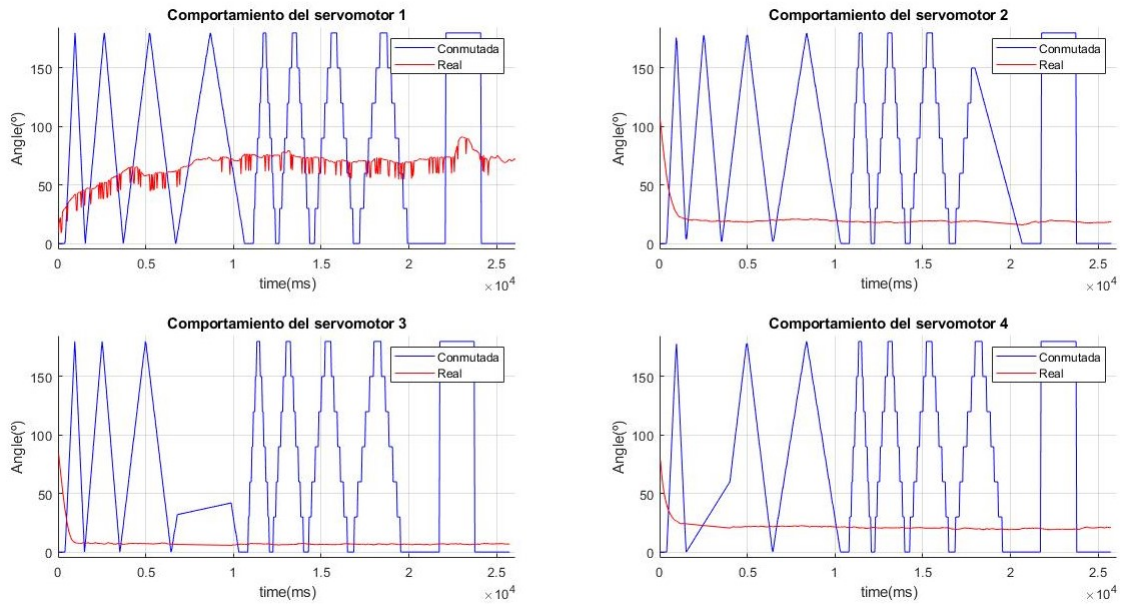 Comportamiento del servomotor 1
Conmutada
Real
Angle(º)
150
100
50
0
0 0.5 1 1.5 2 2.5
time(ms)
×10⁴
Comportamiento del servomotor 2
Conmutada
Real
Angle(º)
150
100
50
0
0 0.5 1 1.5 2 2.5
time(ms)
×10⁴
Comportamiento del servomotor 3
Conmutada
Real
Angle(º)
150
100
50
0
0 0.5 1 1.5 2 2.5
time(ms)
×10⁴
Comportamiento del servomotor 4
Conmutada
Real
Angle(º)
150
100
50
0
0 0.5 1 1.5 2 2.5
time(ms)
×10⁴